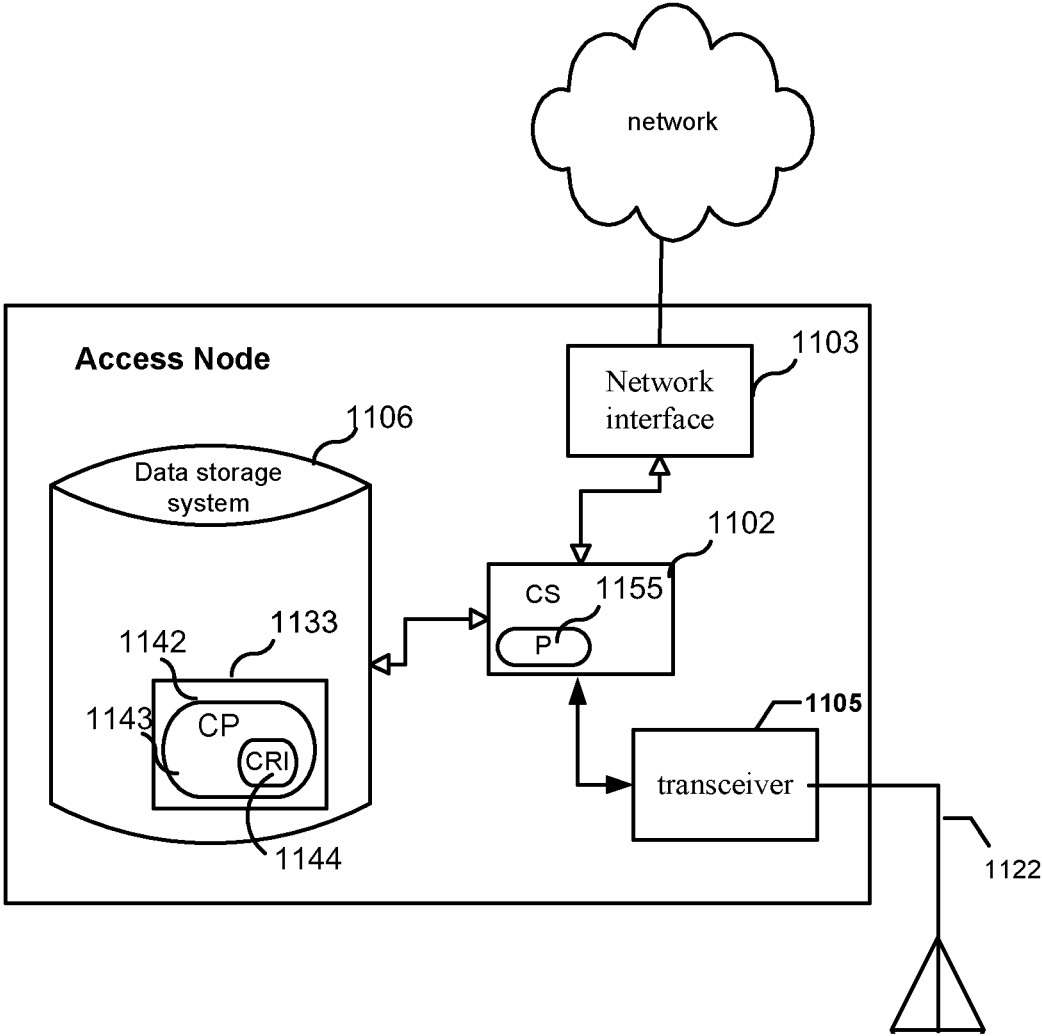 network
Access Node
1103
Network
interface
1106
Data storage
system
1102
CS
1155
P
1133
1142
1143
CP
CRI
1144
1105
transceiver
1122